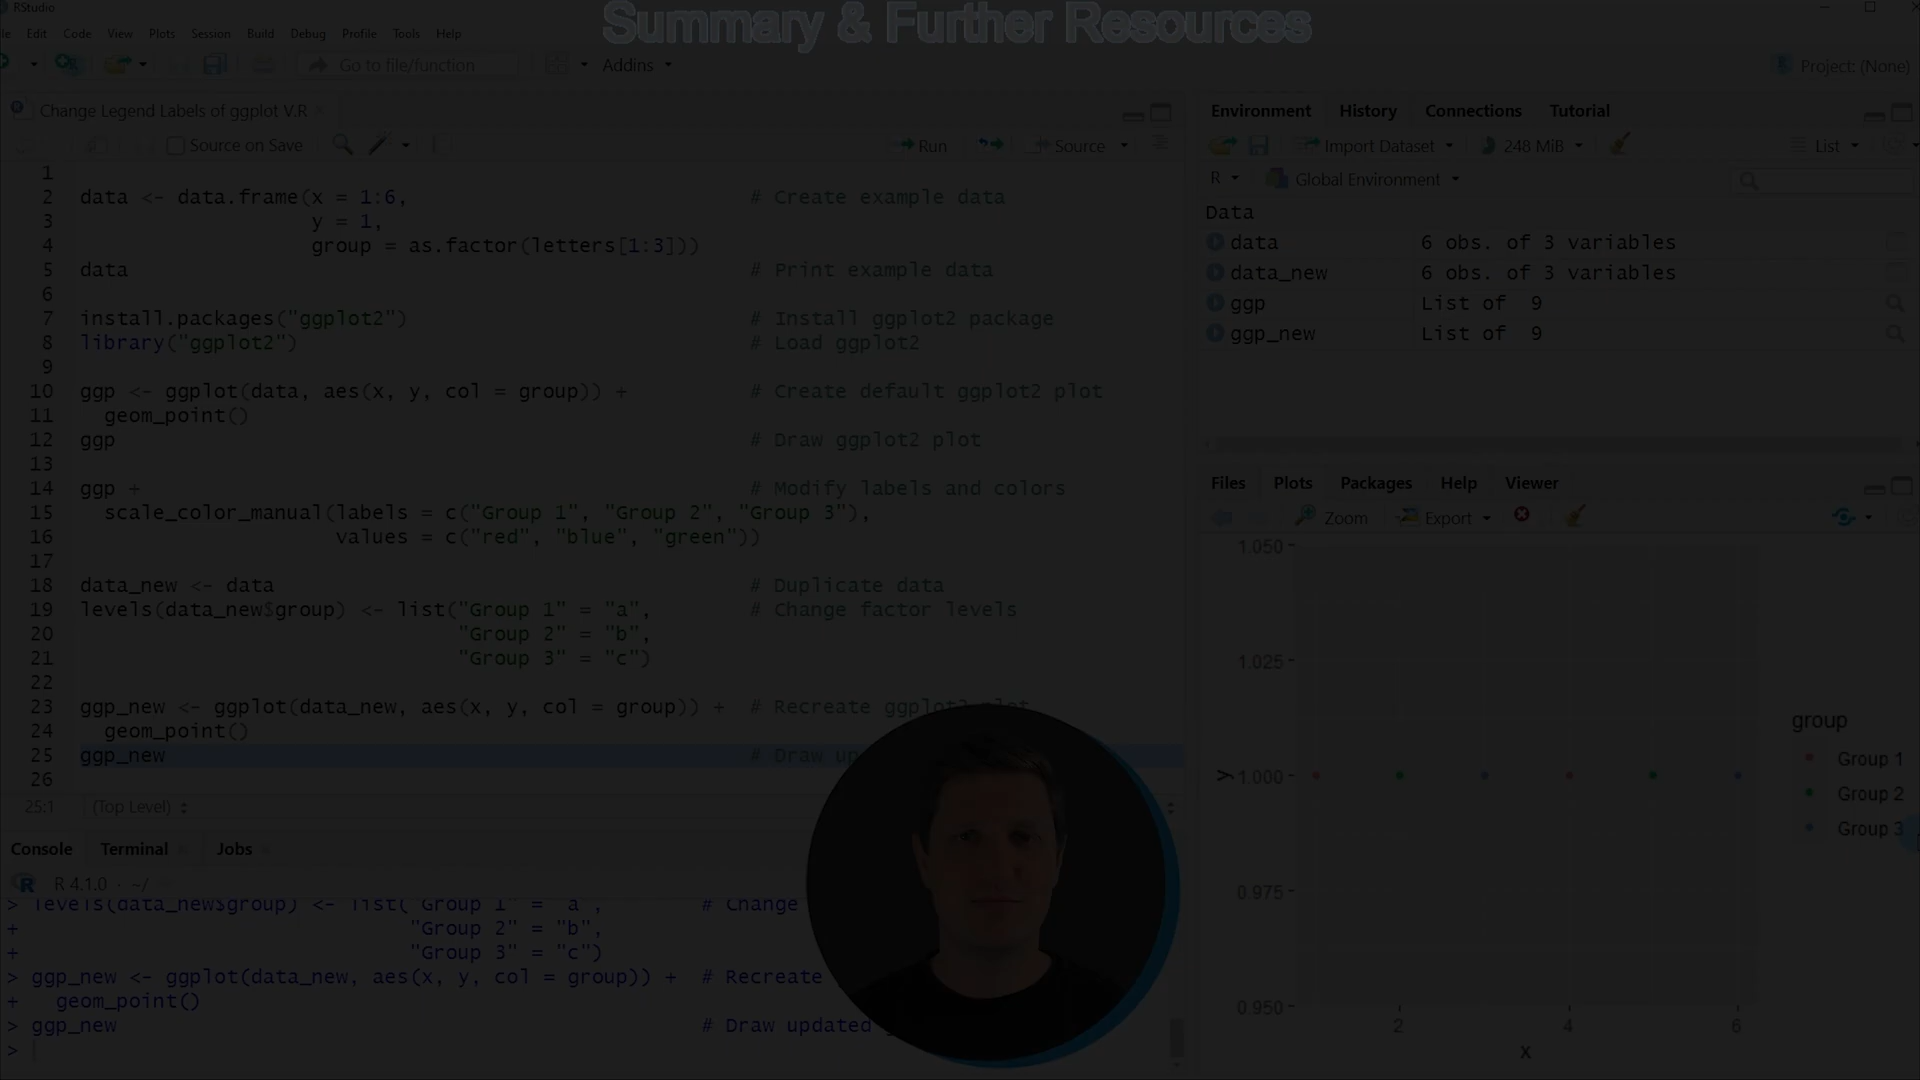 RStudio
Summary & Further Resources
Edit Code View Plots Session Build Debug Profile Tools Help
Go to file/function Addins
Project: (None)
Change Legend Labels of ggplot V.R
Source on Save Run Source
1
2 data <- data.frame(x = 1:6, # Create example data
3 y = 1,
4 group = as.factor(letters[1:3]))
5 data # Print example data
6
7 install.packages("ggplot2") # Install ggplot2 package
8 library("ggplot2") # Load ggplot2
9
10 ggp <- ggplot(data, aes(x, y, col = group)) + # Create default ggplot2 plot
11 geom_point()
12 ggp # Draw ggplot2 plot
13
14 ggp + # Modify labels and colors
15 scale_color_manual(labels = c("Group 1", "Group 2", "Group 3"),
16 values = c("red", "blue", "green"))
17
18 data_new <- data # Duplicate data
19 levels(data_new$group) <- list("Group 1" = "a", # Change factor levels
20 "Group 2" = "b",
21 "Group 3" = "c")
22
23 ggp_new <- ggplot(data_new, aes(x, y, col = group)) + # Recreate ggplot2 plot
24 geom_point()
25 ggp_new # Draw up
26
25:1 (Top Level)
Console Terminal Jobs
R 4.1.0 · ~/
> levels(data_new$group) <- list("Group 1" = "a", # Change
+ "Group 2" = "b",
+ "Group 3" = "c")
> ggp_new <- ggplot(data_new, aes(x, y, col = group)) + # Recreate
+ geom_point()
> ggp_new # Draw updated
>
Environment History Connections Tutorial
Import Dataset 248 MiB List
R Global Environment
Data
data 6 obs. of 3 variables
data_new 6 obs. of 3 variables
ggp List of 9
ggp_new List of 9
Files Plots Packages Help Viewer
Zoom Export
1.050
1.025
1.000
0.975
0.950
y
2 4 6
x
group
Group 1
Group 2
Group 3